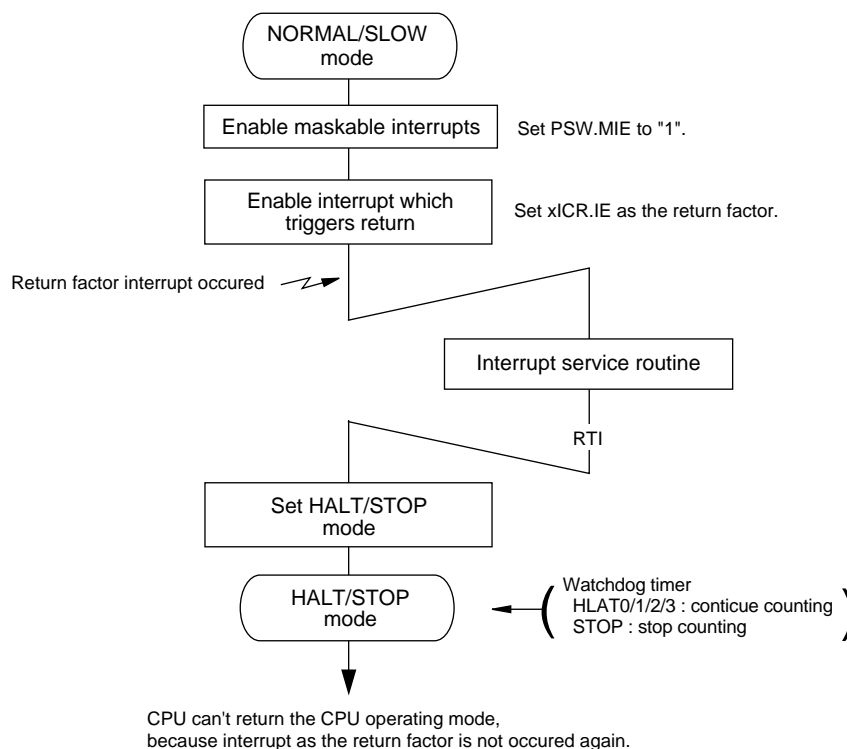 NORMAL/SLOW
mode
Enable maskable interrupts
Set PSW.MIE to "1".
Enable interrupt which
triggers return
Set xICR.IE as the return factor.
Return factor interrupt occured
Interrupt service routine
RTI
Set HALT/STOP
mode
HALT/STOP
mode
Watchdog timer
HLAT0/1/2/3 : conticue counting
STOP : stop counting
CPU can't return the CPU operating mode,
because interrupt as the return factor is not occured again.